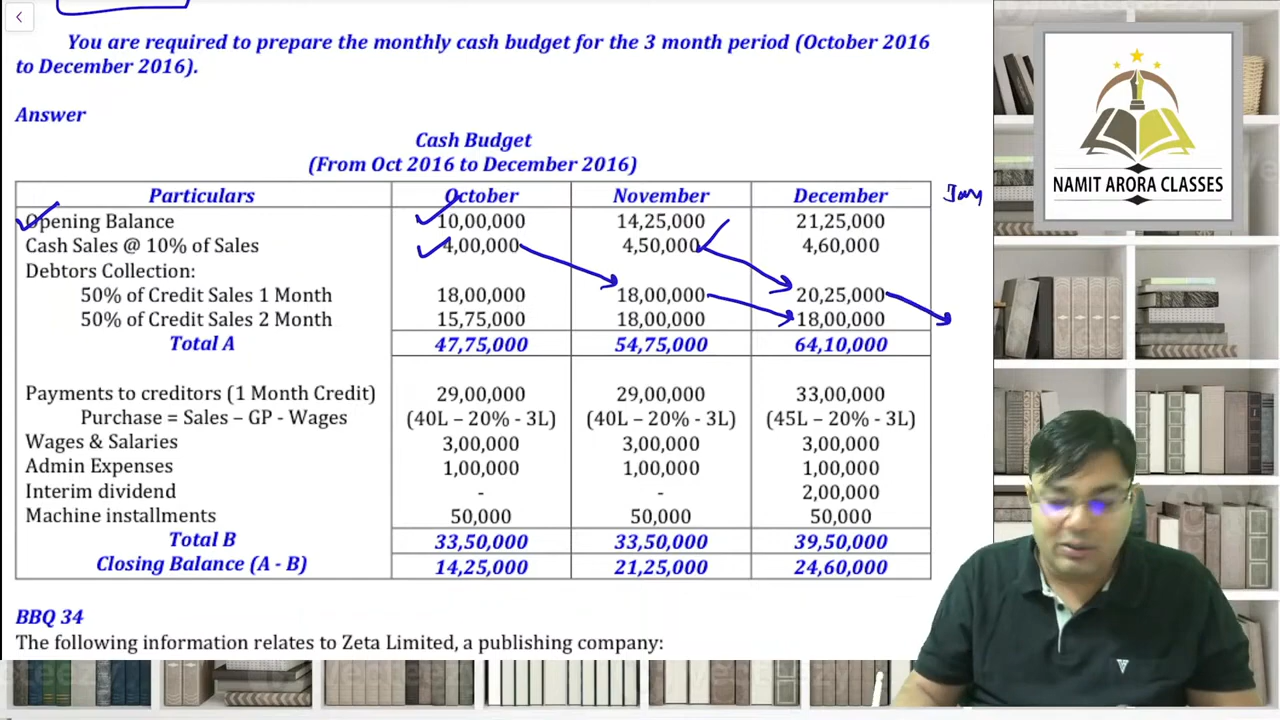 You are required to prepare the monthly cash budget for the 3 month period (October 2016
to December 2016).
Answer
Cash Budget
(From Oct 2016 to December 2016)
Particulars October November December Jany
Opening Balance 10,00,000 14,25,000 21,25,000
Cash Sales @ 10% of Sales 4,00,000 4,50,000 4,60,000
Debtors Collection:
50% of Credit Sales 1 Month 18,00,000 18,00,000 20,25,000
50% of Credit Sales 2 Month 15,75,000 18,00,000 18,00,000
Total A 47,75,000 54,75,000 64,10,000
Payments to creditors (1 Month Credit) 29,00,000 29,00,000 33,00,000
Purchase = Sales – GP - Wages (40L – 20% - 3L) (40L – 20% - 3L) (45L – 20% - 3L)
Wages & Salaries 3,00,000 3,00,000 3,00,000
Admin Expenses 1,00,000 1,00,000 1,00,000
Interim dividend - - 2,00,000
Machine installments 50,000 50,000 50,000
Total B 33,50,000 33,50,000 39,50,000
Closing Balance (A - B) 14,25,000 21,25,000 24,60,000
BBQ 34
The following information relates to Zeta Limited, a publishing company:
NAMIT ARORA CLASSES